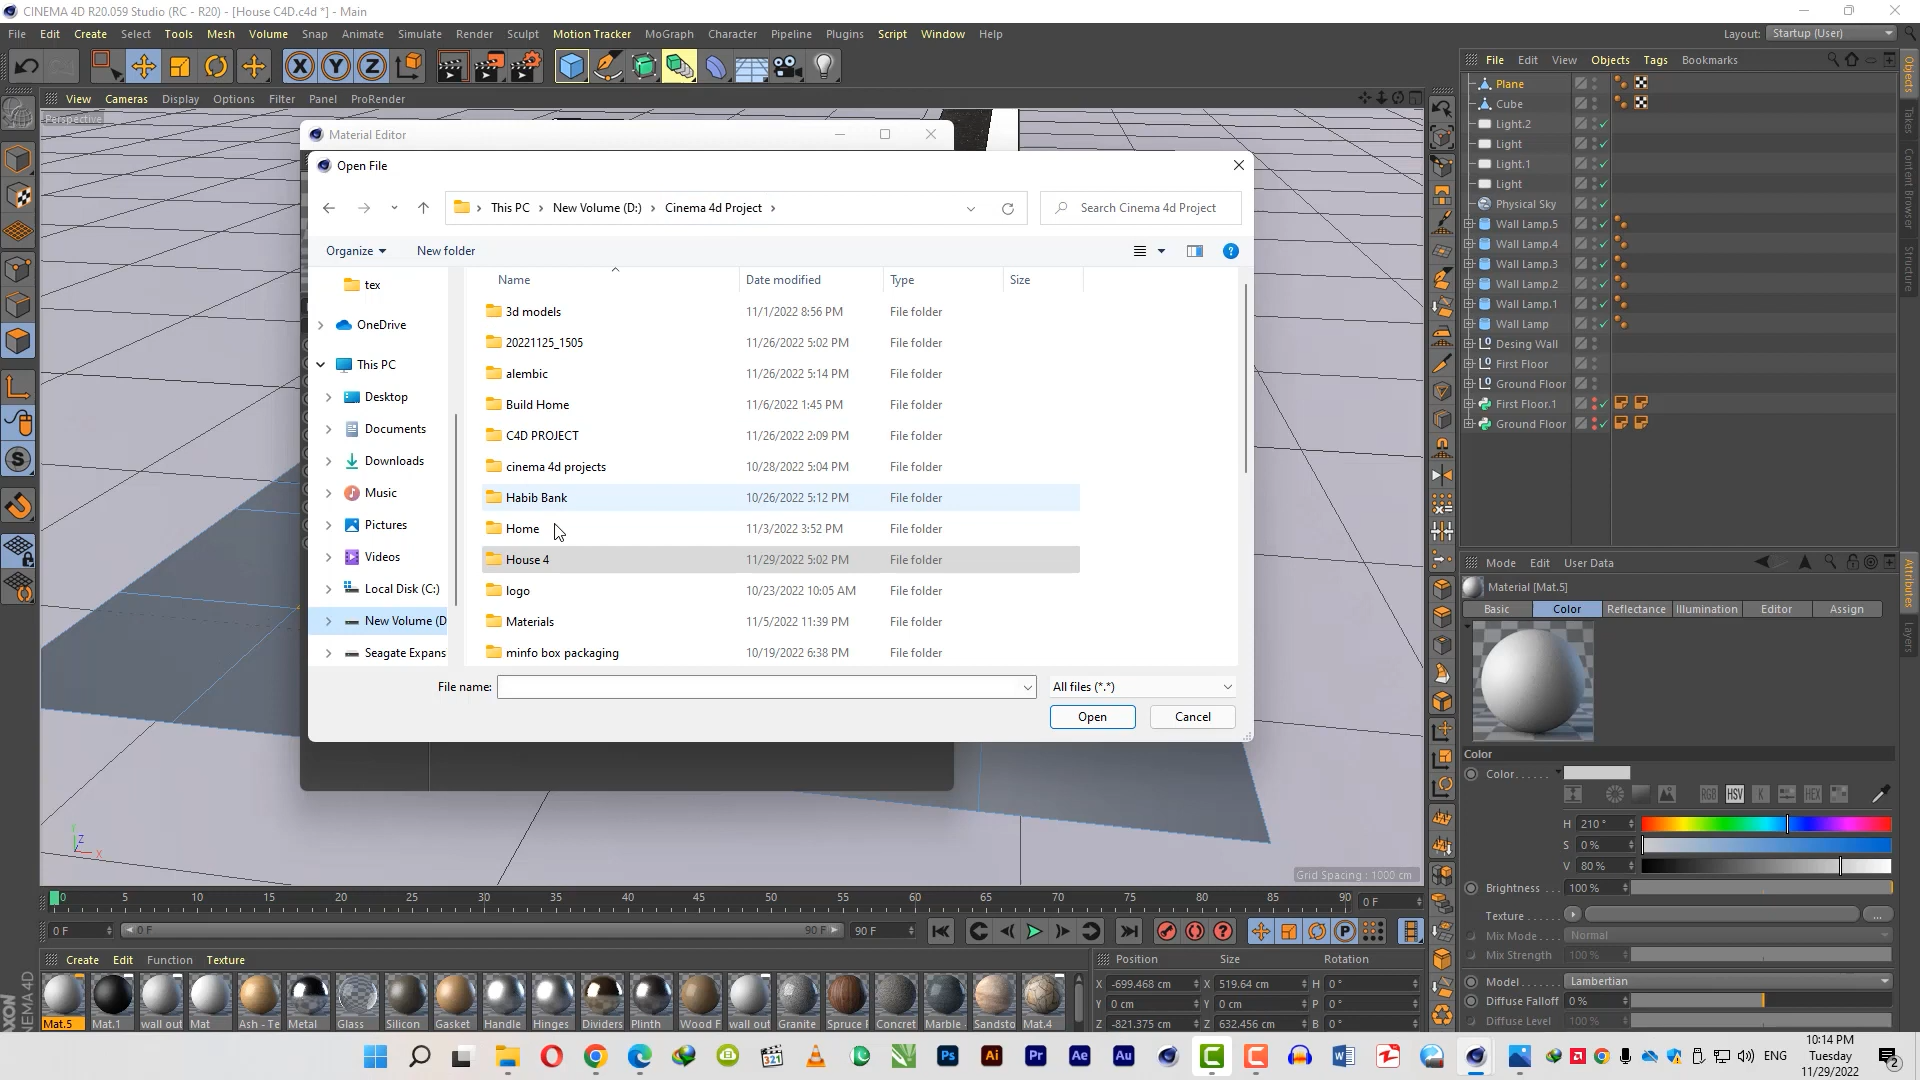 CINEMA 4D R20.059 Studio (RC - R20) - [House C4D.c4d *] - Main
File Edit Create Select Tools Mesh Volume Snap Animate Simulate Render Sculpt Motion Tracker MoGraph Character Pipeline Plugins Script Window Help Layout: Startup (User)
File Edit View Objects Tags Bookmarks
View Cameras Display Options Filter Panel ProRender
Perspective
Plane
Cube
Light.2
Light
Light.1
Light
Physical Sky
Wall Lamp.5
Wall Lamp.4
Wall Lamp.3
Wall Lamp.2
Wall Lamp.1
Wall Lamp
Desing Wall
First Floor
Ground Floor
First Floor.1
Ground Floor
Objects
Takes
Content Browser
Structure
Attributes
Layers
Material Editor
Open File
This PC > New Volume (D:) > Cinema 4d Project >
Search Cinema 4d Project
Organize New folder
tex
OneDrive
This PC
Desktop
Documents
Downloads
Music
Pictures
Videos
Local Disk (C:)
New Volume (D
Seagate Expans
Name Date modified Type Size
3d models 11/1/2022 8:56 PM File folder
20221125_1505 11/26/2022 5:02 PM File folder
alembic 11/26/2022 5:14 PM File folder
Build Home 11/6/2022 1:45 PM File folder
C4D PROJECT 11/26/2022 2:09 PM File folder
cinema 4d projects 10/28/2022 5:04 PM File folder
Habib Bank 10/26/2022 5:12 PM File folder
Home 11/3/2022 3:52 PM File folder
House 4 11/29/2022 5:02 PM File folder
logo 10/23/2022 10:05 AM File folder
Materials 11/5/2022 11:39 PM File folder
minfo box packaging 10/19/2022 6:38 PM File folder
File name: All files (*.*)
Open Cancel
Mode Edit User Data
Material [Mat.5]
Basic Color Reflectance Illumination Editor Assign
Color
Color......
RGB HSV K HEX
H 210 °
S 0 %
V 80 %
Brightness ... 100 %
Texture ...... ...
Mix Mode .... Normal
Mix Strength 100 %
Model....... Lambertian
Diffuse Falloff 0 %
Diffuse Level 100 %
Grid Spacing : 1000 cm
0 5 10 15 20 25 30 35 40 45 50 55 60 65 70 75 80 85 90 0 F
0 F 0 F 90 F 90 F
Create Edit Function Texture
Mat.5 Mat.1 wall out Mat Ash - Te Metal Glass Silicon Gasket Handle Hinges Dividers Plinth Wood F wall out Granite Spruce F Concret Marble - Sandsto Mat.4
Position Size Rotation
X -699.468 cm X 519.64 cm H 0 °
Y 0 cm Y 0 cm P 0 °
Z -821.375 cm Z 632.456 cm B 0 °
ENG
10:14 PM
Tuesday
11/29/2022
2